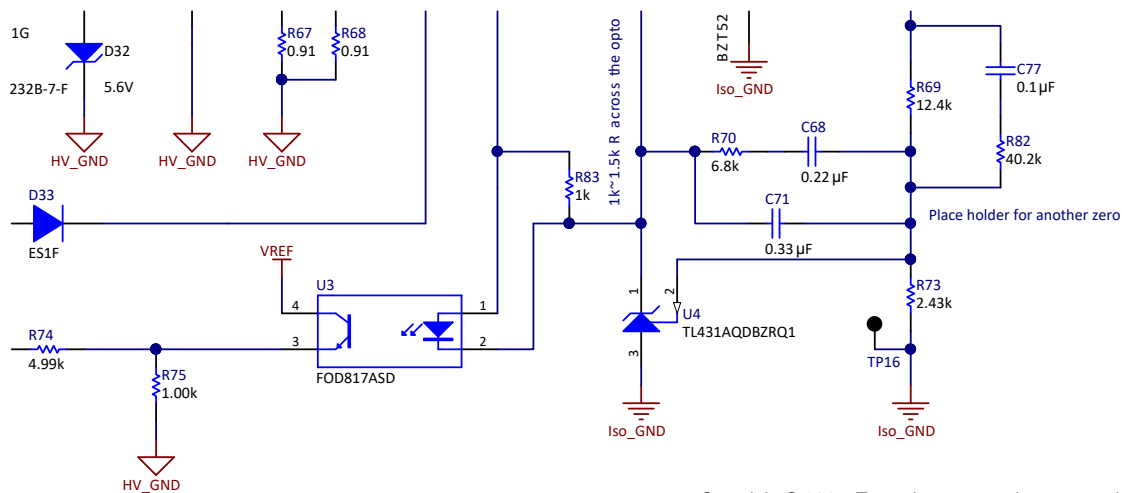 1G
D32
232B-7-F
5.6V
HV_GND
HV_GND
R67
0.91
R68
0.91
HV_GND
D33
ES1F
R74
4.99k
R75
1.00k
HV_GND
VREF
U3
4
3
1
2
FOD817ASD
R83
1k
1k~1.5k R across the opto
BZT52
Iso_GND
R70
6.8k
C68
0.22 µF
C71
0.33 µF
R69
12.4k
C77
0.1 µF
R82
40.2k
Place holder for another zero
1
2
3
U4
TL431AQDBZRQ1
R73
2.43k
TP16
Iso_GND
Iso_GND